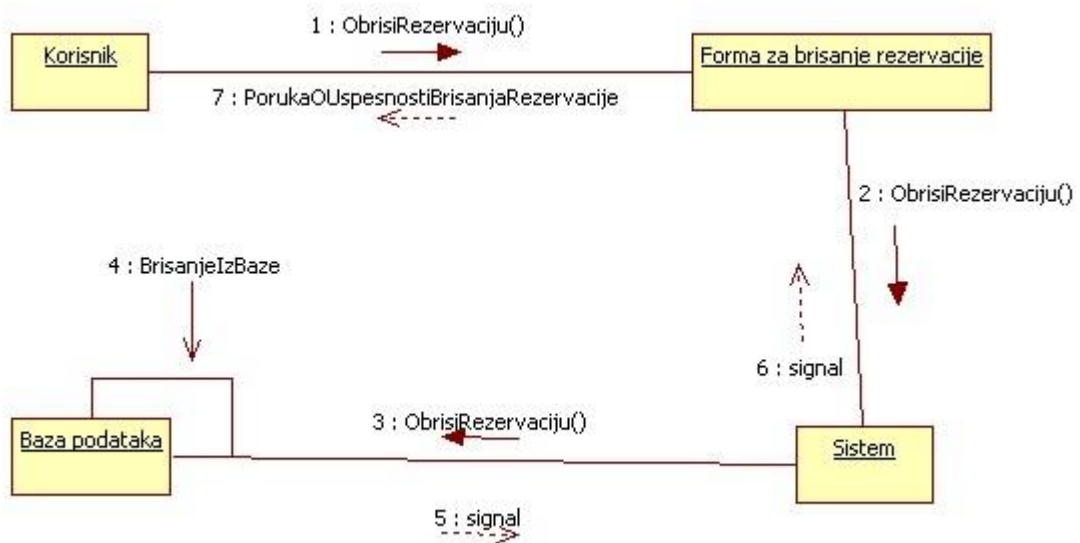 1 : ObrisiRezervaciju()
Korisnik
Forma za brisanje rezervacije
7 : PorukaOUspesnostiBrisanjaRezervacije
2 : ObrisiRezervaciju()
4 : BrisanjeIzBaze
6 : signal
3 : ObrisiRezervaciju()
Baza podataka
Sistem
5 : signal